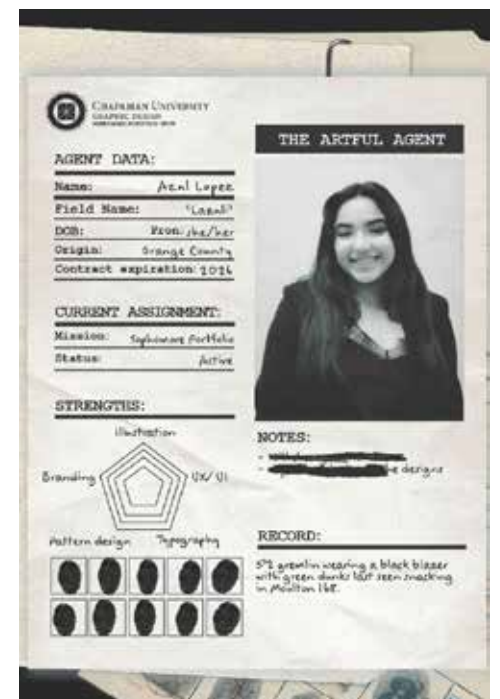 CHAPMAN UNIVERSITY
GRAPHIC DESIGN
THE ARTFUL AGENT
AGENT DATA:
Name: Azul Lopez
Field Name:
DOB: Pron: she/her
Origin: Orange County
Contract expiration: 2026
CURRENT ASSIGNMENT:
Mission: Sophomore Portfolio
Status: Active
STRENGTHS:
Illustration
Branding
UX/UI
Pattern design
Typography
NOTES:
-
- designs
RECORD:
5'2 gremlin wearing a black blazer
with green dunks last seen snacking
in Moulton 168.